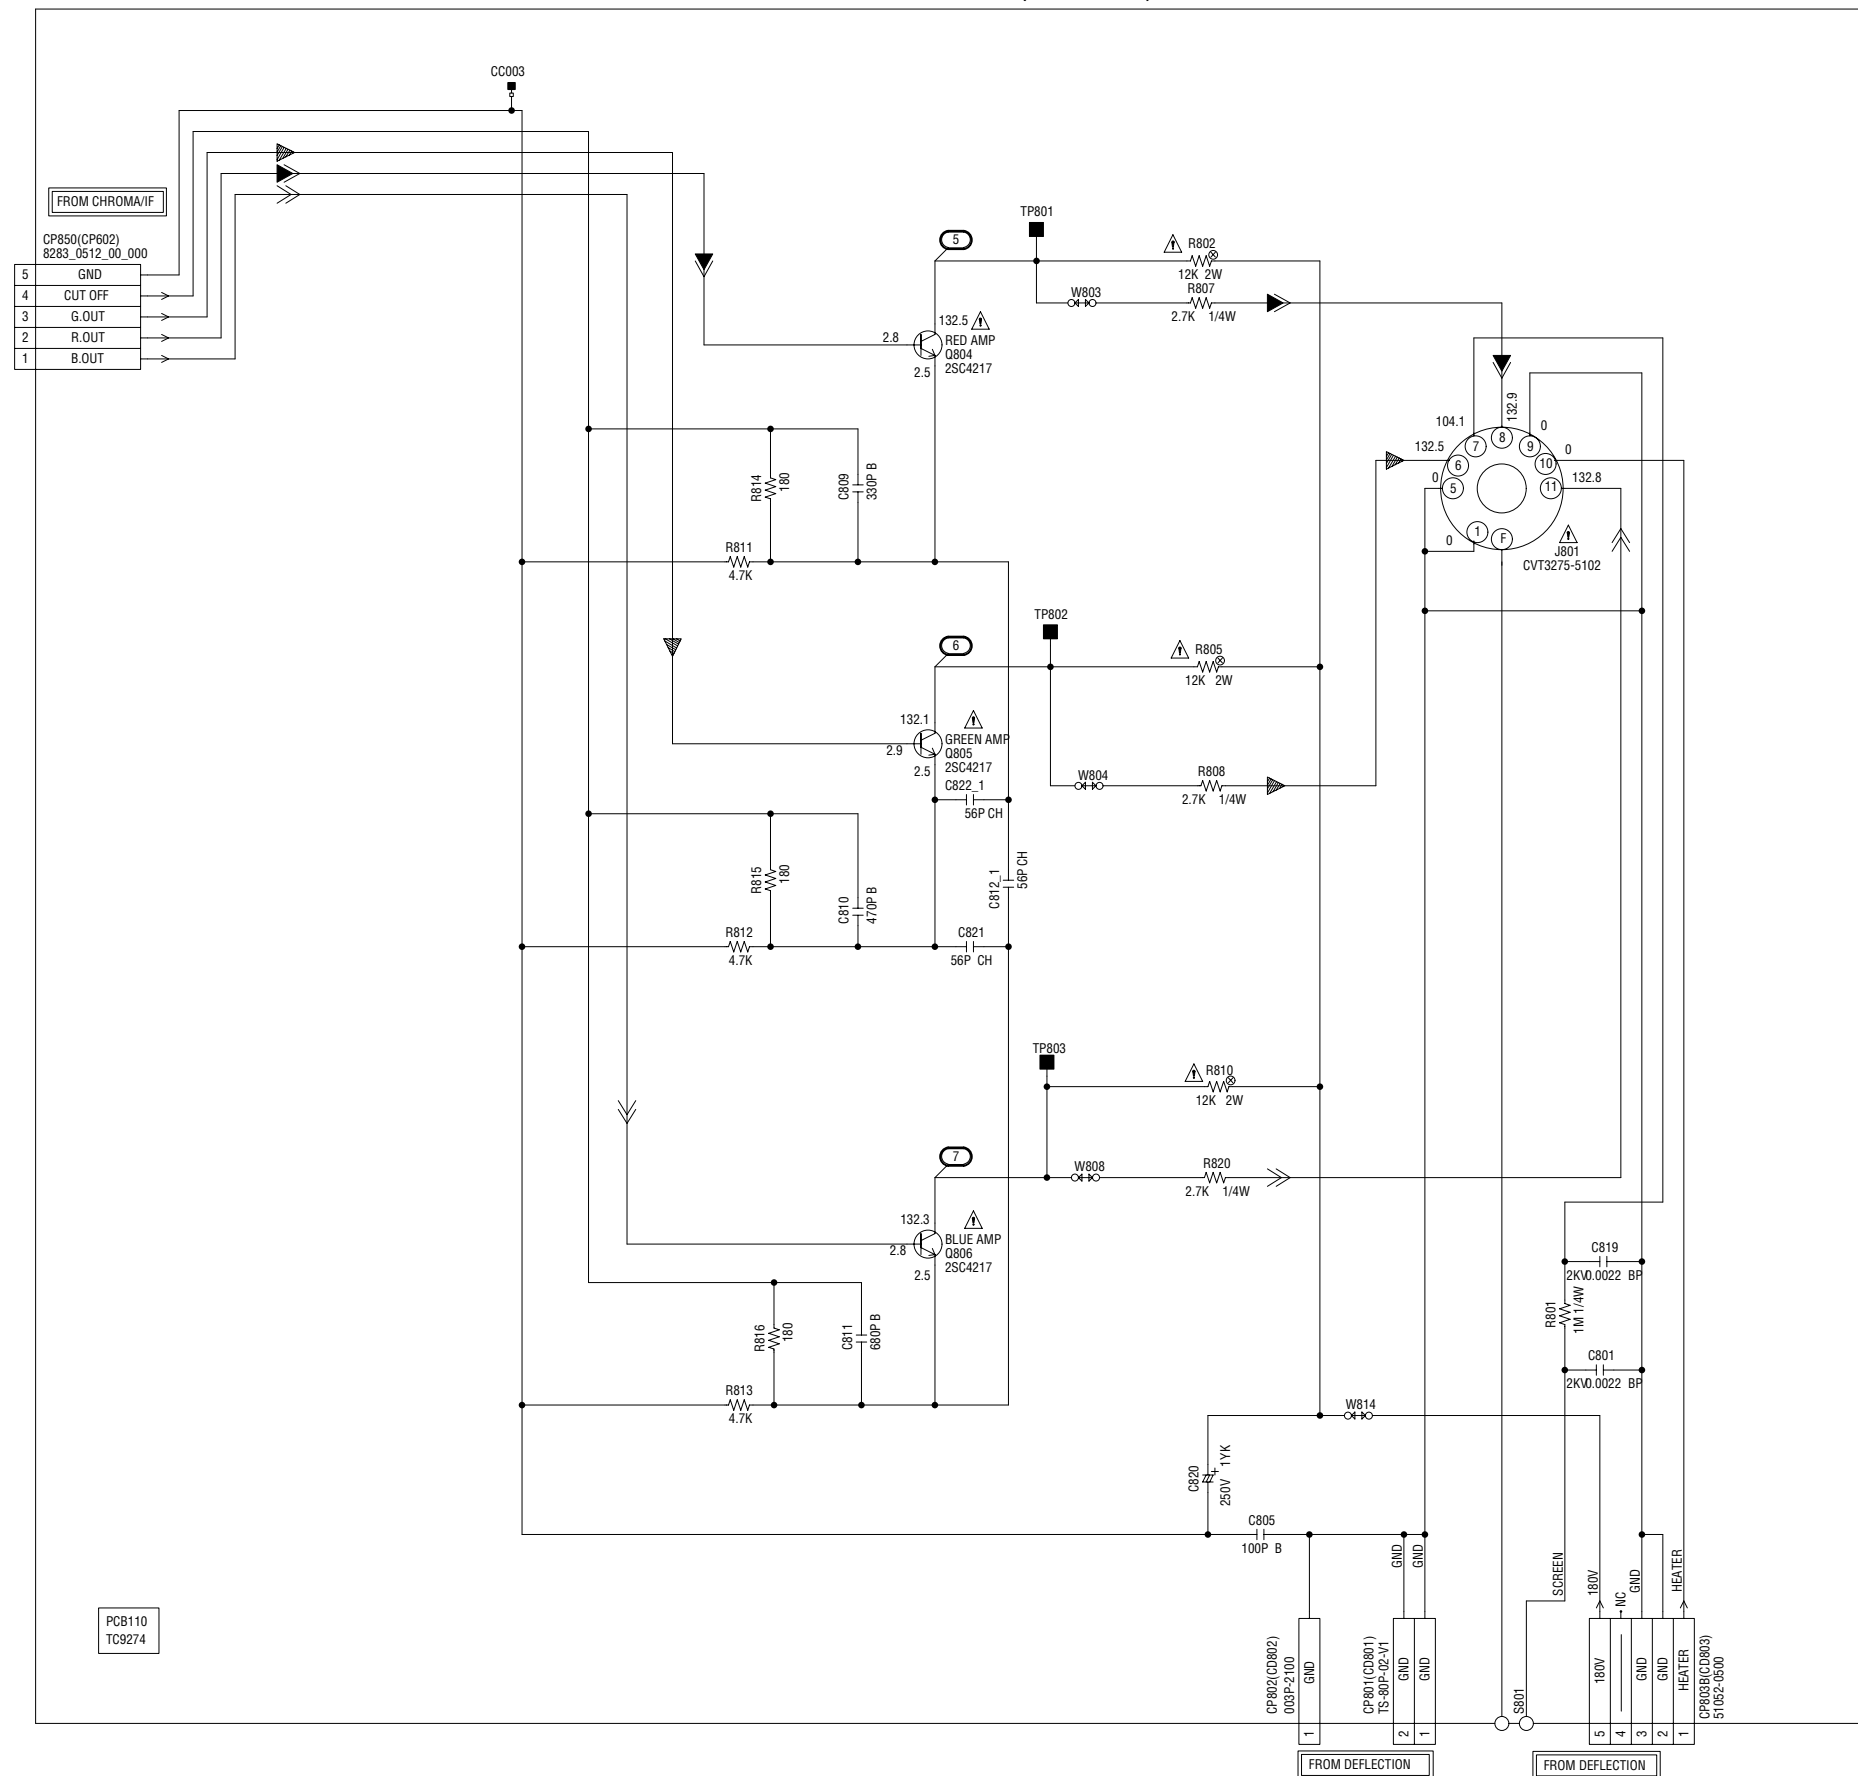 CC003
FROM CHROMA/IF
CP850(CP602)
8283_0512_00_000
5 GND
4 CUT OFF
3 G.OUT
2 R.OUT
1 B.OUT
TP801
5
R802
12K 2W
W803
R807
2.7K 1/4W
132.5
RED AMP
Q804
2SC4217
2.8
2.5
104.1
132.9
0
132.5
0
0
132.8
0
7
8
9
6
10
5
11
1
F
J801
CVT3275-5102
R814
180
C809
330P B
R811
4.7K
TP802
6
R805
12K 2W
132.1
GREEN AMP
Q805
2SC4217
2.9
2.5
C822_1
56P CH
W804
R808
2.7K 1/4W
R815
180
C810
470P B
C812_1
56P CH
R812
4.7K
C821
56P CH
TP803
R810
12K 2W
7
W808
R820
2.7K 1/4W
132.3
BLUE AMP
Q806
2SC4217
2.8
2.5
R816
180
C811
680P B
R813
4.7K
C819
2KV0.0022 BP
R801
1M 1/4W
C801
2KV0.0022 BP
W814
C820
250V 1YK
C805
100P B
GND
GND
SCREEN
180V
NC
GND
HEATER
PCB110
TC9274
CP802(CD802)
003P-2100
GND
1
CP801(CD801)
TS-80P-02-V1
GND
2
GND
1
S801
180V
5
4
GND
3
GND
2
HEATER
1
CP803B(CD803)
51052-0500
FROM DEFLECTION
FROM DEFLECTION